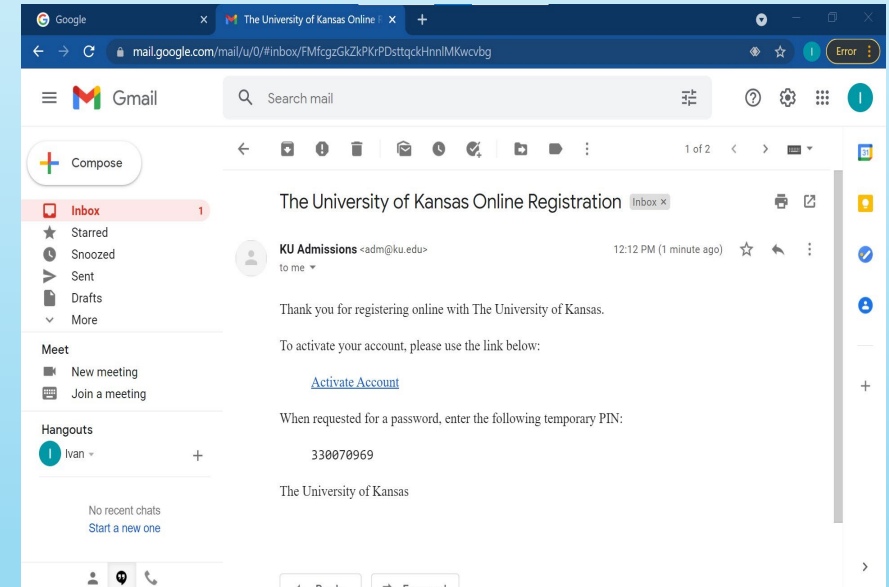 Google
The University of Kansas Online R
mail.google.com/mail/u/0/#inbox/FMfcgzGkZkPKrPDsttqckHnnlMKwcvbg
I
Error
Gmail
Search mail
I
Compose
1 of 2
31
Inbox 1
Starred
Snoozed
Sent
Drafts
More
Meet
New meeting
Join a meeting
Hangouts
I Ivan
No recent chats
Start a new one
The University of Kansas Online Registration Inbox ×
KU Admissions <adm@ku.edu> 12:12 PM (1 minute ago)
to me
Thank you for registering online with The University of Kansas.
To activate your account, please use the link below:
Activate Account
When requested for a password, enter the following temporary PIN:
330070969
The University of Kansas